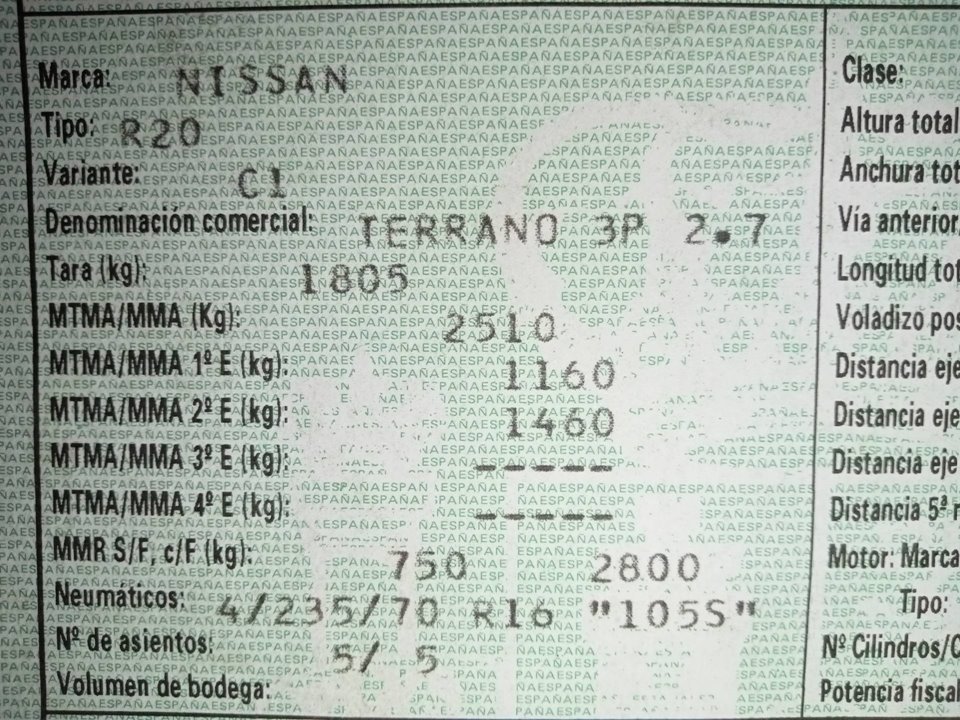 Marca: NISSAN
Tipo: R20
Variante: C1
Denominación comercial: TERRANO 3P 2.7
Tara (kg): 1805
MTMA/MMA (Kg): 2510
MTMA/MMA 1º E (kg): 1160
MTMA/MMA 2º E (kg): 1460
MTMA/MMA 3º E (kg): -----
MTMA/MMA 4º E (kg): -----
MMR S/F, c/F (kg): 750 2800
Neumáticos: 4/235/70 R16 "105S"
Nº de asientos: 5/ 5
Volumen de bodega:
Clase:
Altura total
Anchura tot
Vía anterior,
Longitud tot
Voladizo pos
Distancia eje
Distancia eje
Distancia eje
Distancia 5ª r
Motor: Marca
Tipo:
Nº Cilindros/C
Potencia fiscal